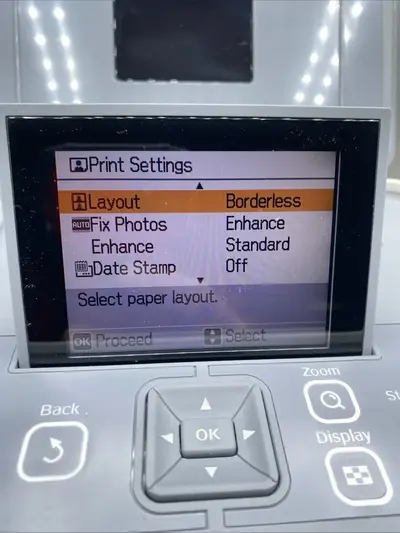 Print Settings
Layout Borderless
AUTO Fix Photos Enhance
Enhance Standard
Date Stamp Off
Select paper layout.
OK Proceed Select
Zoom
Back
OK
Display